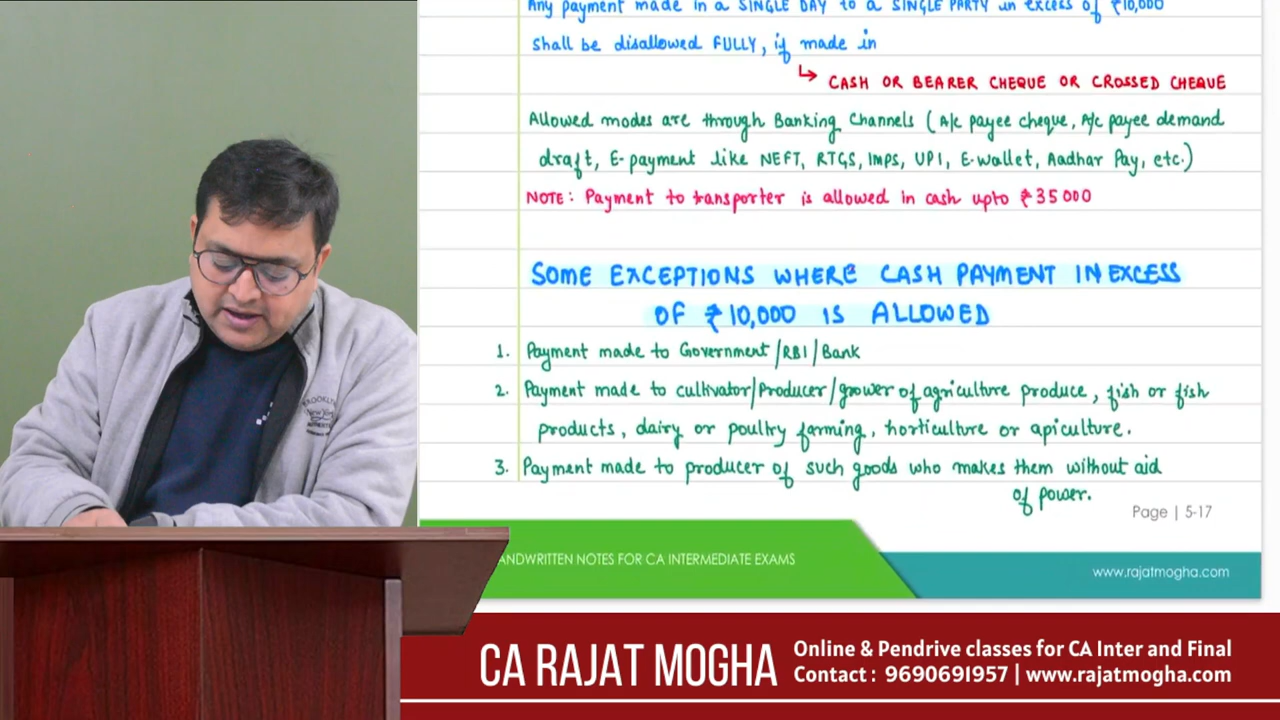 Any payment made in a SINGLE DAY to a SINGLE PARTY in excess of ₹10,000
shall be disallowed FULLY, if made in
↳ CASH OR BEARER CHEQUE OR CROSSED CHEQUE
Allowed modes are through Banking Channels (A/c payee cheque, A/c payee demand
draft, E-payment like NEFT, RTGS, IMPS, UPI, E-wallet, Aadhar Pay, etc.)
NOTE: Payment to transporter is allowed in cash upto ₹35000
SOME EXCEPTIONS WHERE CASH PAYMENT IN EXCESS
OF ₹10,000 IS ALLOWED
1. Payment made to Government/RBI/Bank
2. Payment made to cultivator/Producer/grower of agriculture produce, fish or fish
products, dairy or poultry farming, horticulture or apiculture.
3. Payment made to producer of such goods who makes them without aid
of power.
Page | 5-17
ANDWRITTEN NOTES FOR CA INTERMEDIATE EXAMS
www.rajatmogha.com
CA RAJAT MOGHA
Online & Pendrive classes for CA Inter and Final
Contact : 9690691957 | www.rajatmogha.com